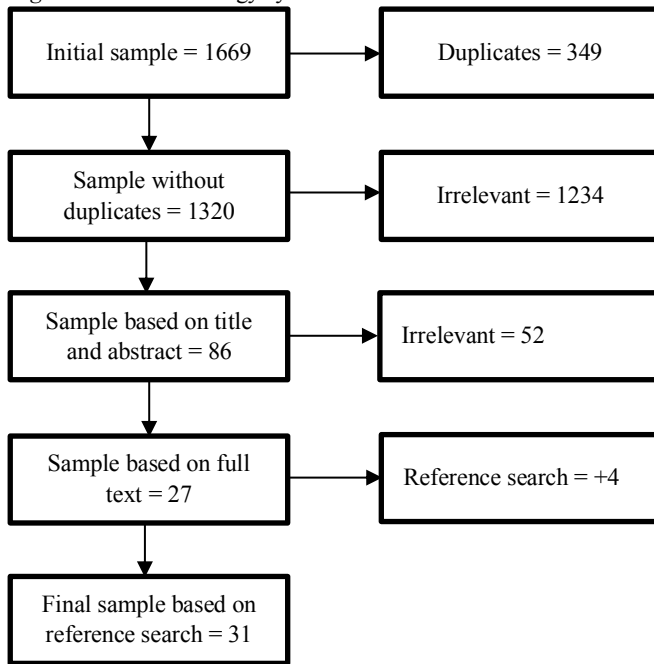 Initial sample = 1669
Duplicates = 349
Sample without
duplicates = 1320
Irrelevant = 1234
Sample based on title
and abstract = 86
Irrelevant = 52
Sample based on full
text = 27
Reference search = +4
Final sample based on
reference search = 31